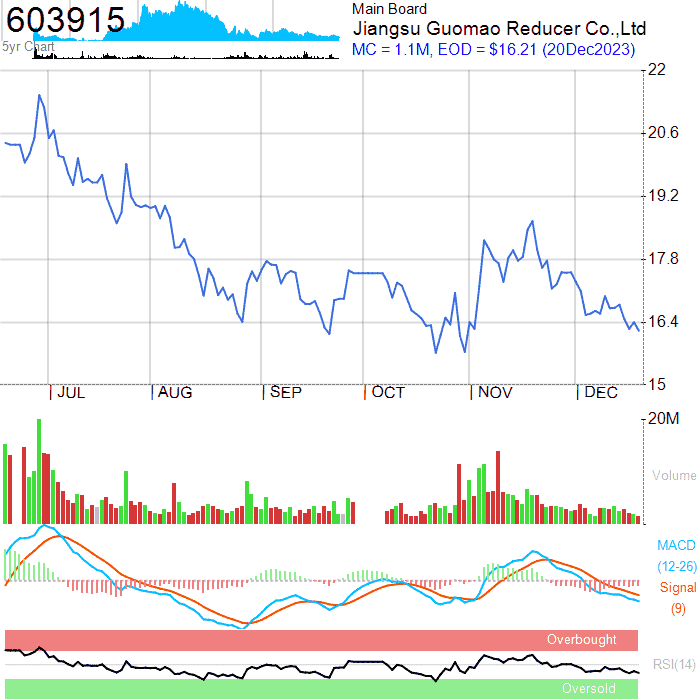 603915
5yr Chart
Main Board
Jiangsu Guomao Reducer Co.,Ltd
MC = 1.1M, EOD = $16.21 (20Dec2023)
22
20.6
19.2
17.8
16.4
15
JUL AUG SEP OCT NOV DEC
20M
Volume
MACD
(12-26)
Signal
(9)
Overbought
RSI(14)
Oversold